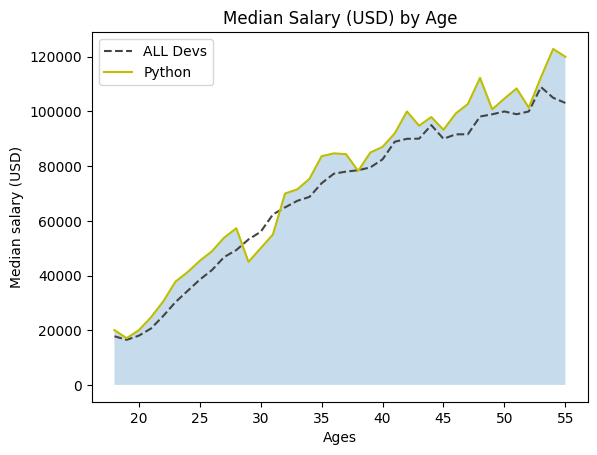 Median Salary (USD) by Age
ALL Devs
Python
Median salary (USD)
120000
100000
80000
60000
40000
20000
0
20 25 30 35 40 45 50 55
Ages